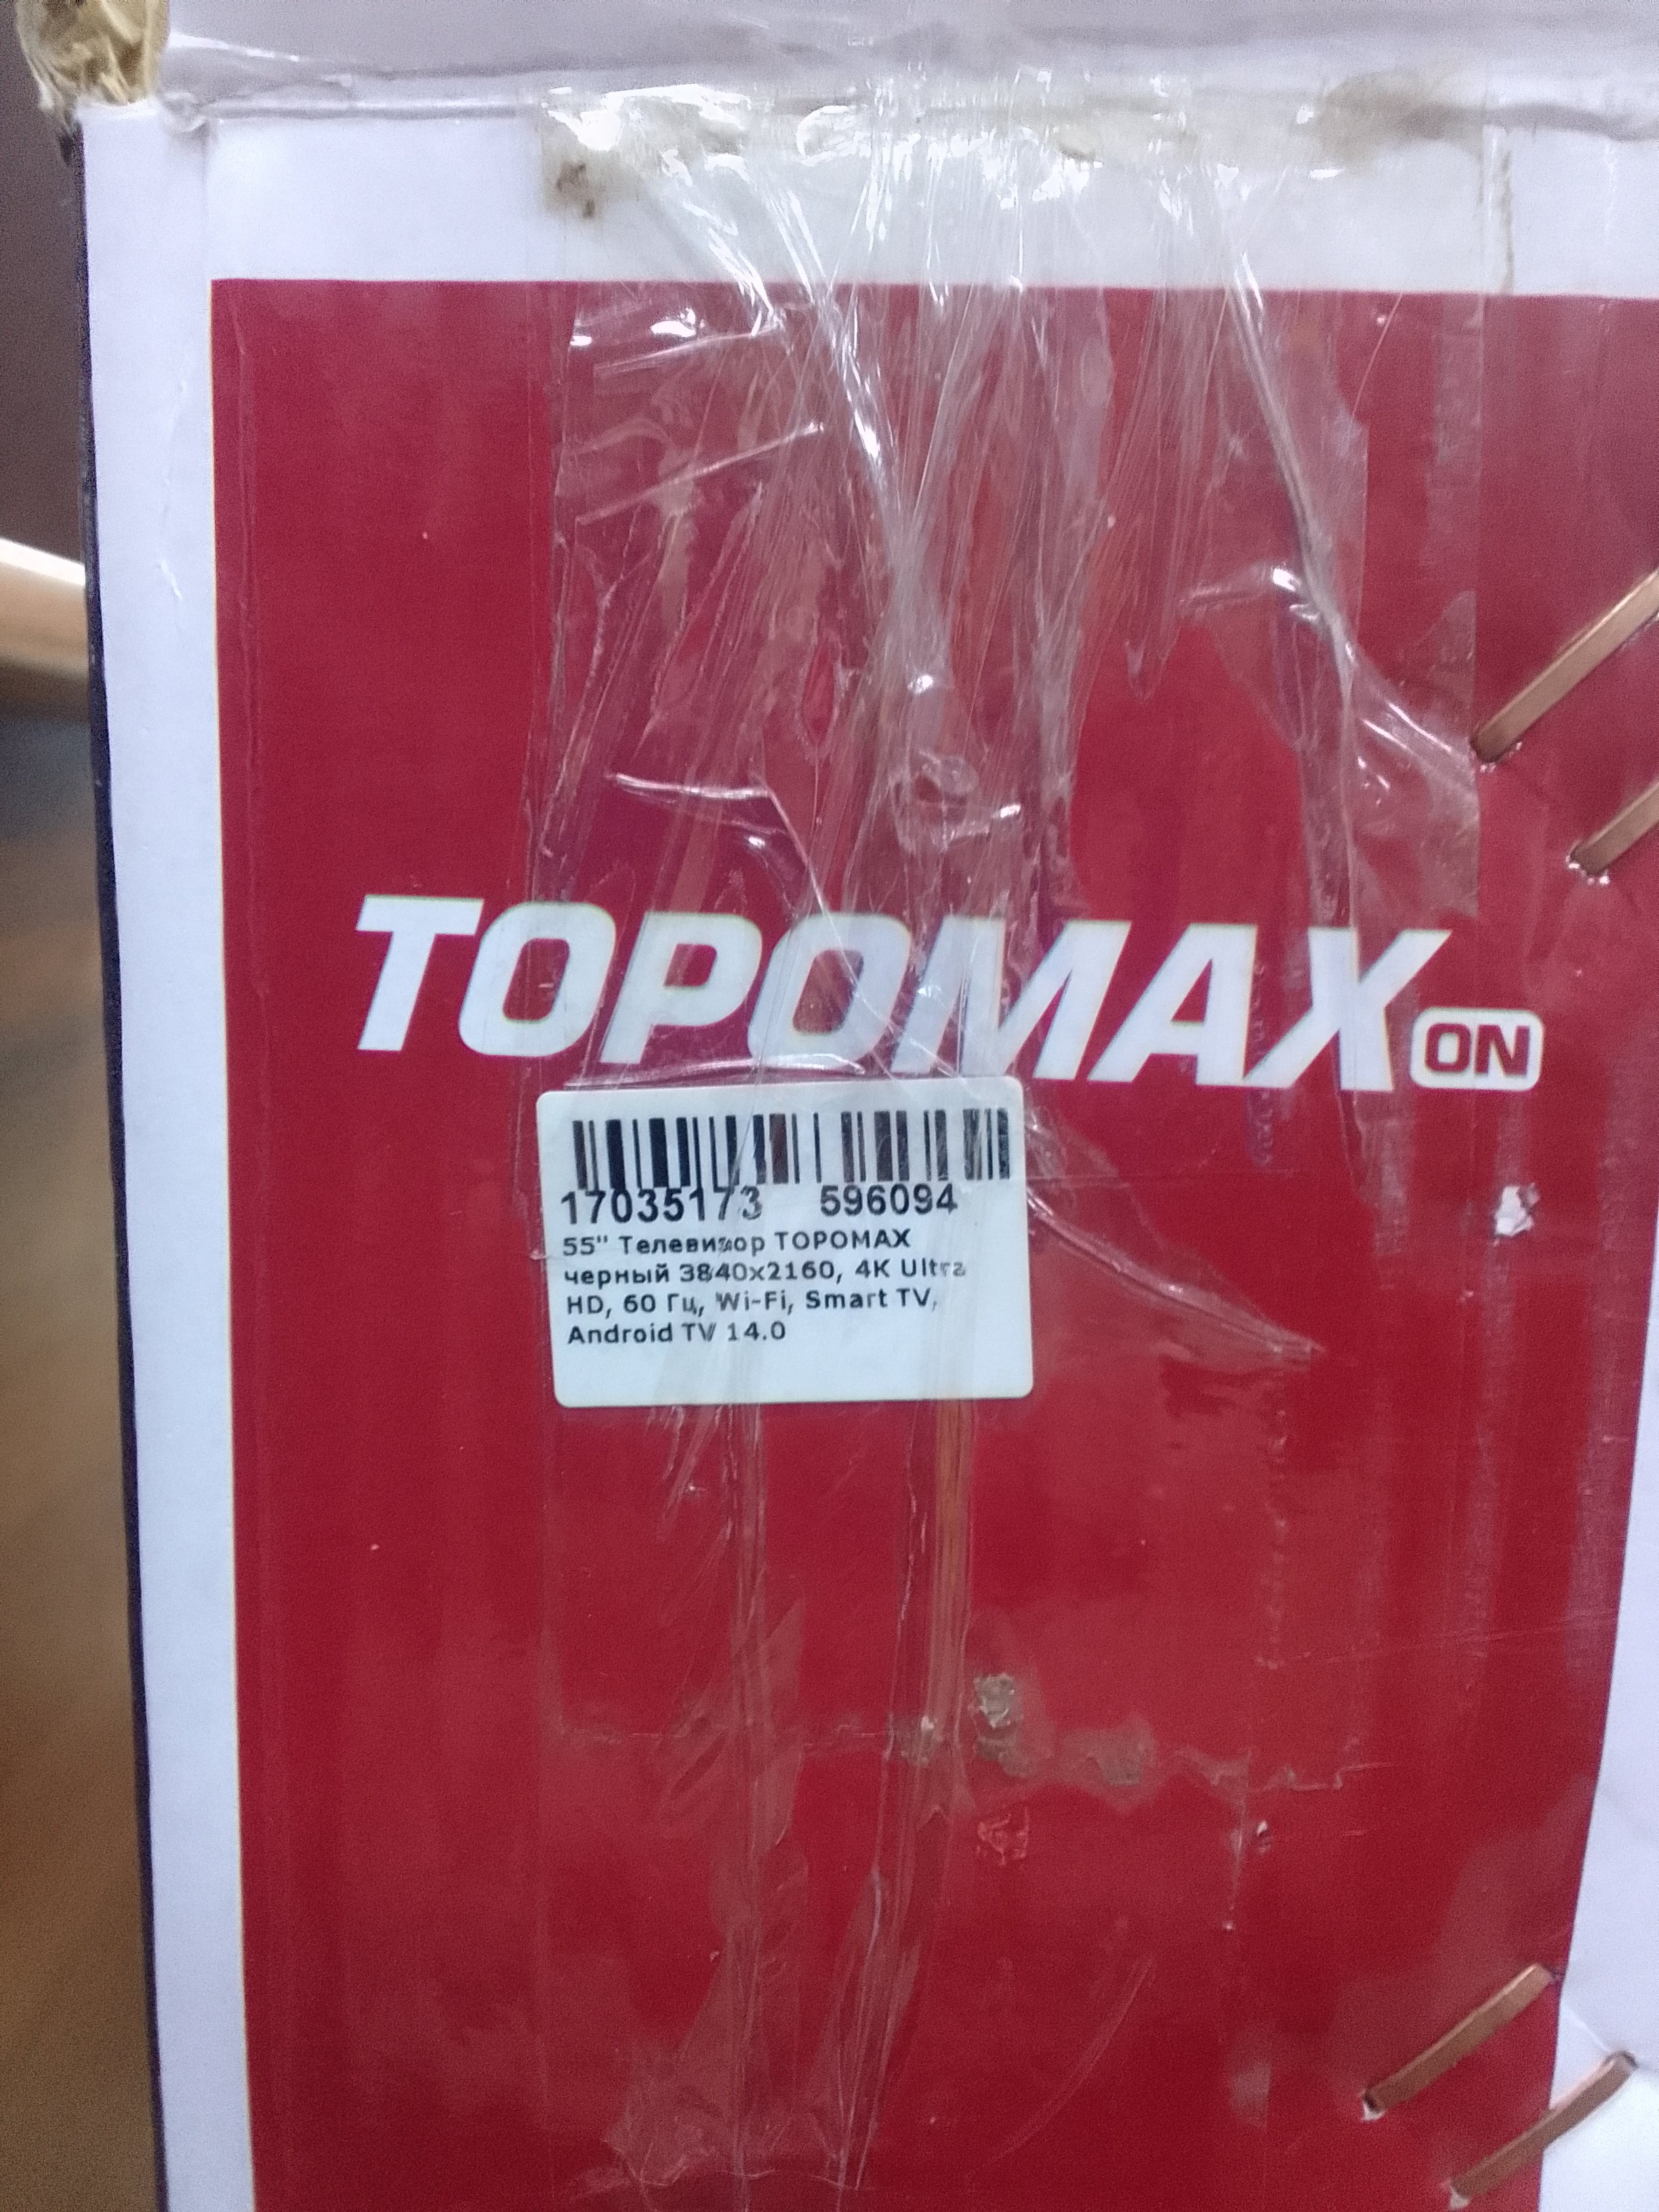 TOPOMAX ON
17035173 596094
55" Телевизор TOPOMAX
черный 3840x2160, 4K Ultra
HD, 60 Гц, Wi-Fi, Smart TV,
Android TV 14.0